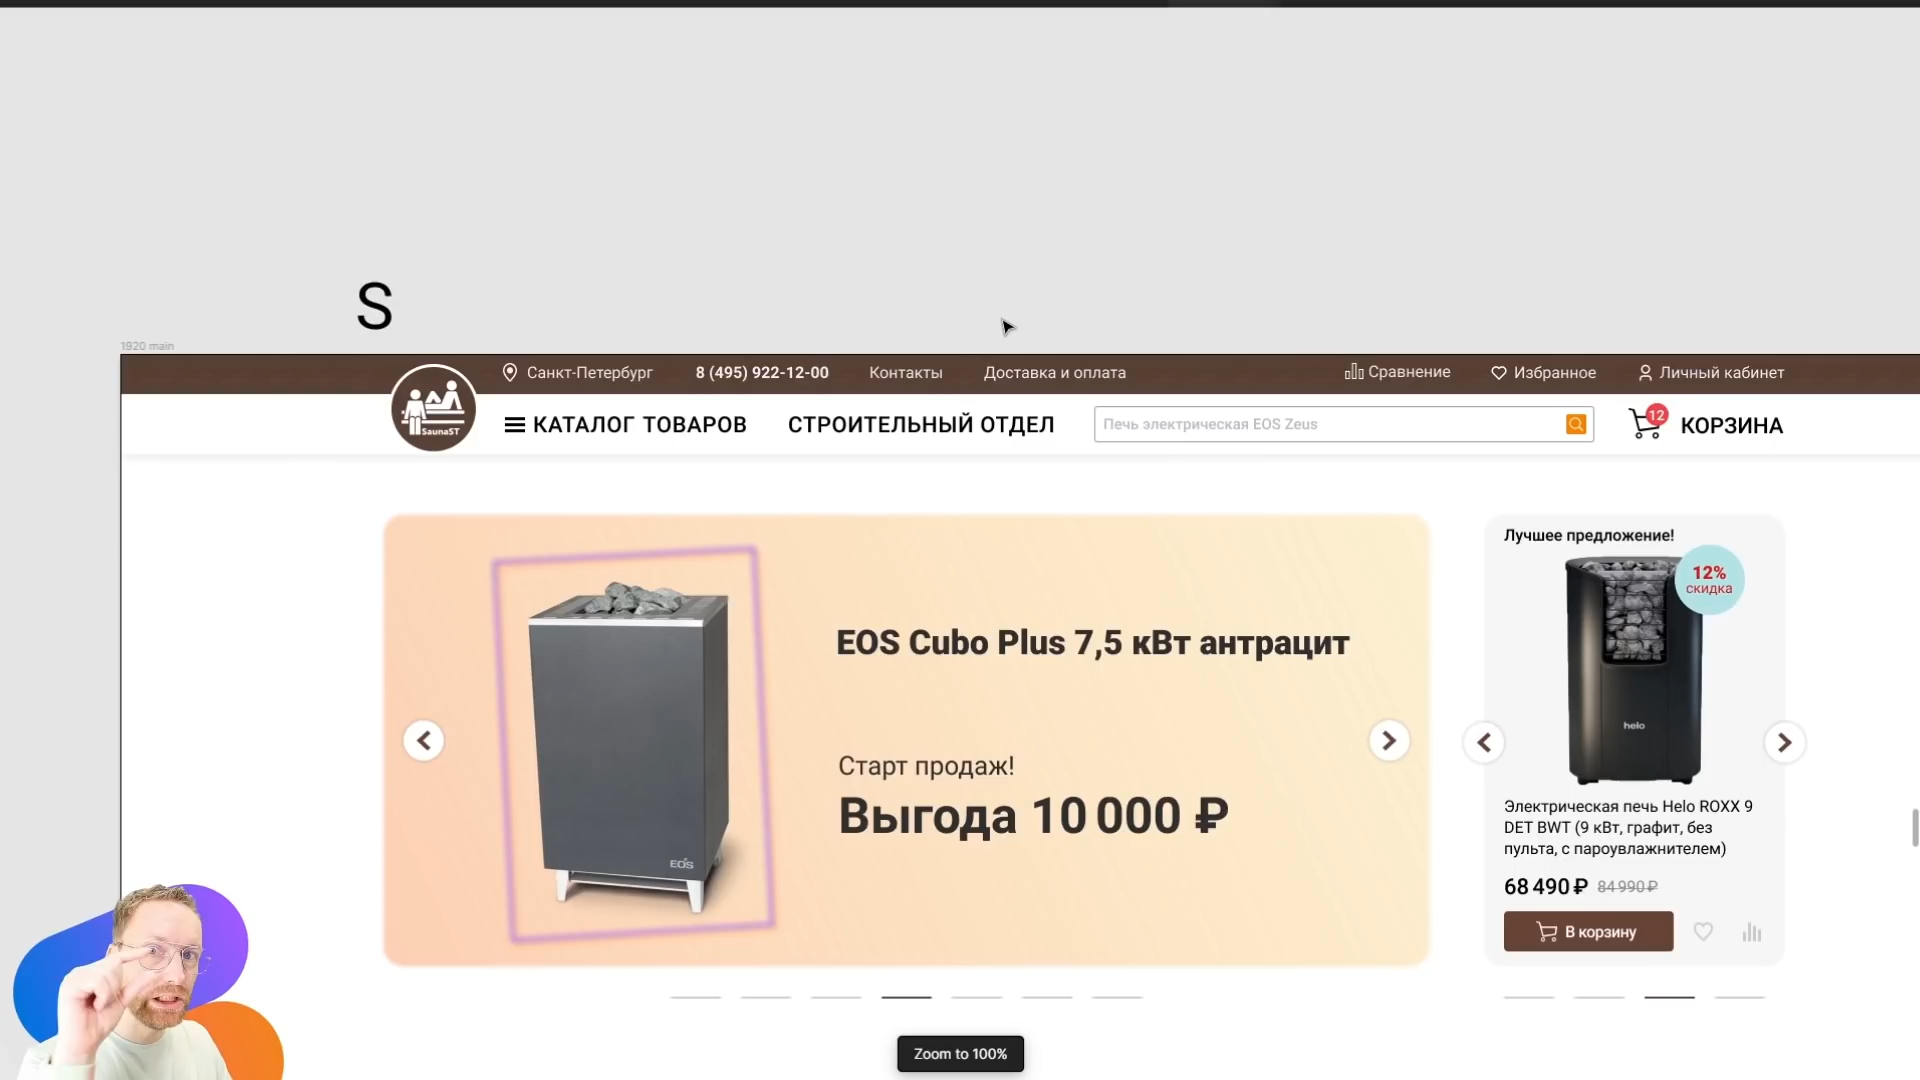 S
1920 main
Санкт-Петербург
8 (495) 922-12-00
Контакты
Доставка и оплата
Сравнение
Избранное
Личный кабинет
SaunaST
КАТАЛОГ ТОВАРОВ
СТРОИТЕЛЬНЫЙ ОТДЕЛ
Печь электрическая EOS Zeus
12
КОРЗИНА
EOS Cubo Plus 7,5 кВт антрацит
Старт продаж!
Выгода 10 000 ₽
EOS
Лучшее предложение!
12%
скидка
helo
Электрическая печь Helo ROXX 9
DET BWT (9 кВт, графит, без
пульта, с пароувлажнителем)
68 490 ₽ 84 990 ₽
В корзину
Zoom to 100%